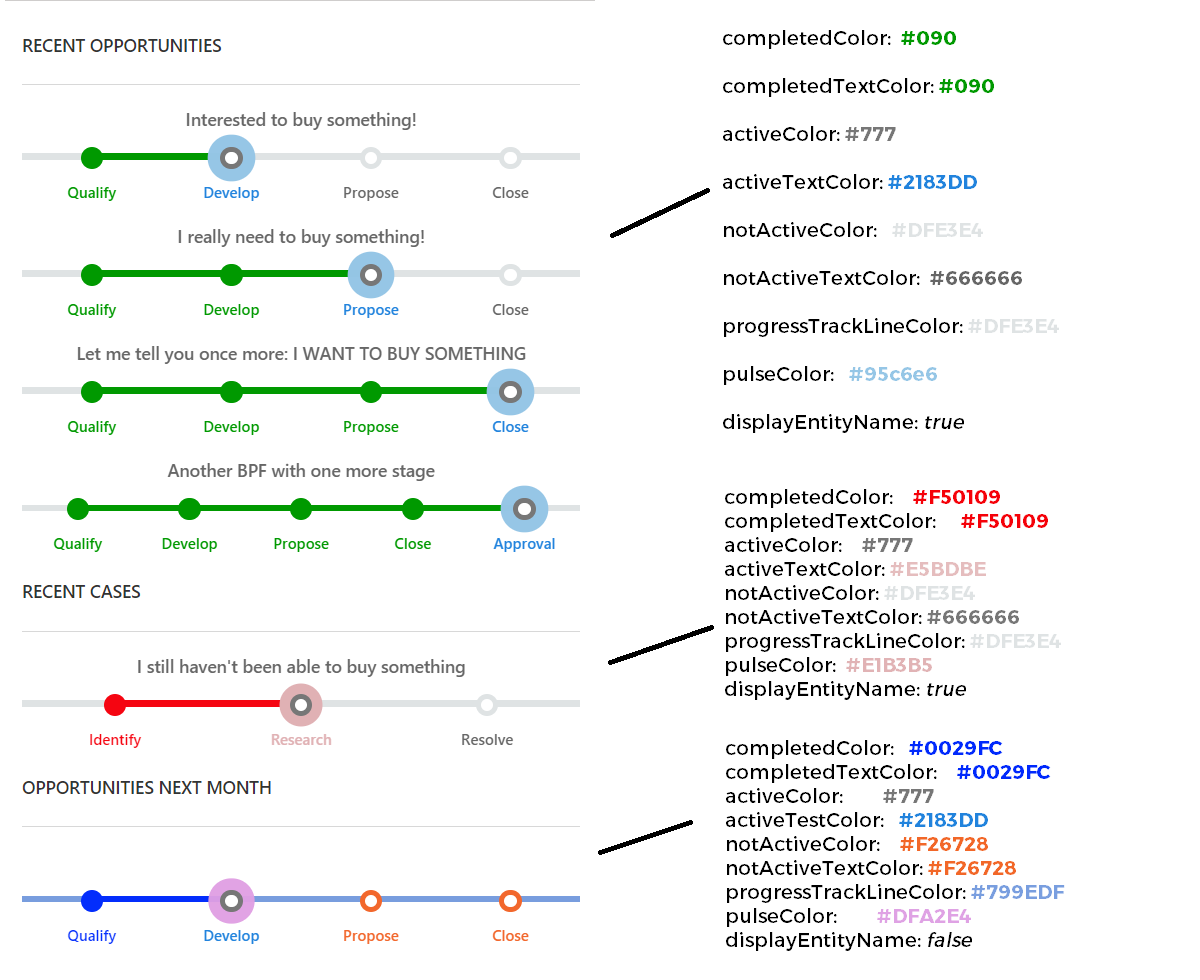 RECENT OPPORTUNITIES
Interested to buy something!
Qualify Develop Propose Close
I really need to buy something!
Qualify Develop Propose Close
Let me tell you once more: I WANT TO BUY SOMETHING
Qualify Develop Propose Close
Another BPF with one more stage
Qualify Develop Propose Close Approval
RECENT CASES
I still haven't been able to buy something
Identify Research Resolve
OPPORTUNITIES NEXT MONTH
Qualify Develop Propose Close
completedColor: #090
completedTextColor: #090
activeColor: #777
activeTextColor: #2183DD
notActiveColor: #DFE3E4
notActiveTextColor: #666666
progressTrackLineColor: #DFE3E4
pulseColor: #95c6e6
displayEntityName: true
completedColor: #F50109
completedTextColor: #F50109
activeColor: #777
activeTextColor: #E5BDBE
notActiveColor: #DFE3E4
notActiveTextColor: #666666
progressTrackLineColor: #DFE3E4
pulseColor: #E1B3B5
displayEntityName: true
completedColor: #0029FC
completedTextColor: #0029FC
activeColor: #777
activeTestColor: #2183DD
notActiveColor: #F26728
notActiveTextColor: #F26728
progressTrackLineColor: #799EDF
pulseColor: #DFA2E4
displayEntityName: false